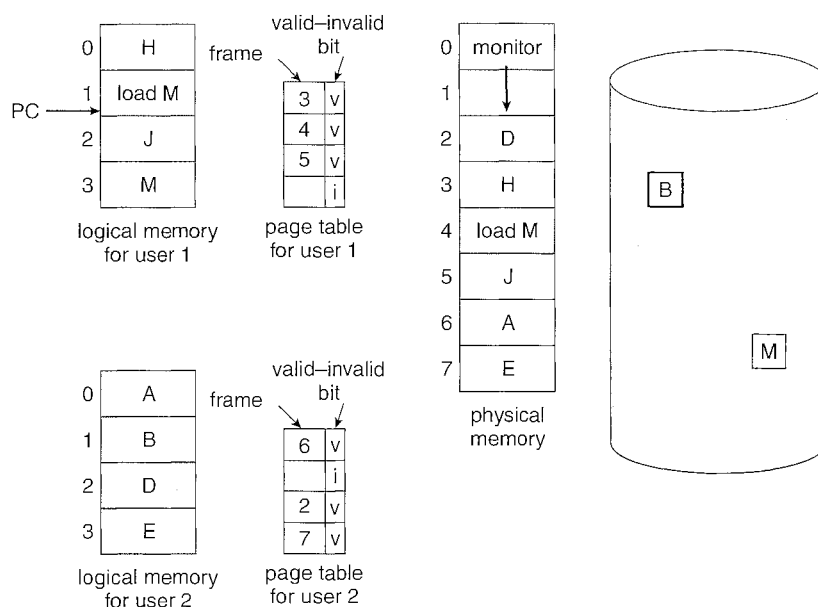 valid–invalid
bit
frame
0 H
1 load M
PC
2 J
3 M
3 v
4 v
5 v
i
logical memory
for user 1
page table
for user 1
valid–invalid
bit
frame
0 A
1 B
2 D
3 E
6 v
i
2 v
7 v
logical memory
for user 2
page table
for user 2
0 monitor
1
2 D
3 H
4 load M
5 J
6 A
7 E
physical
memory
B
M